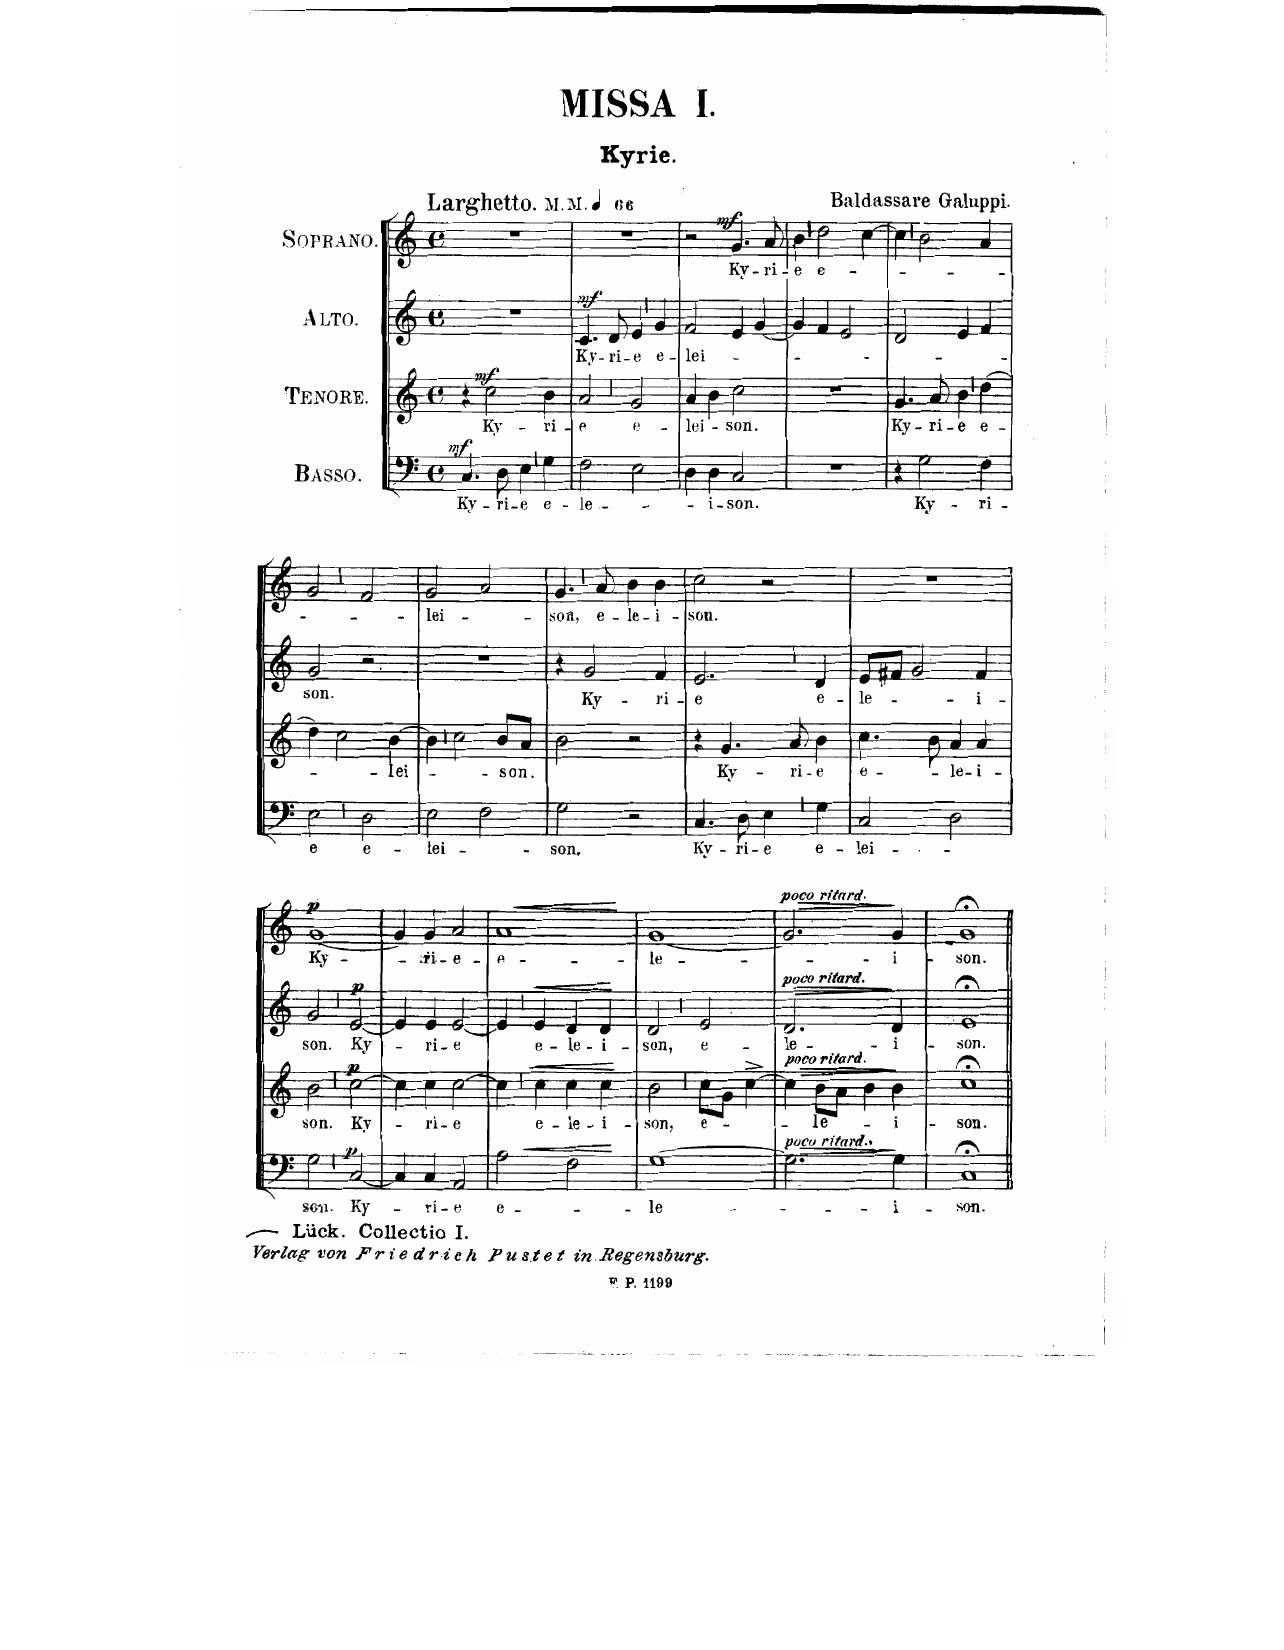 MISSA I.
Kyrie.
Larghetto. M. M. ♩ 66
Baldassare Galuppi.
mf
SOPRANO.
Ky - ri - e e -
mf
ALTO.
Ky - ri - e e - lei -
mf
TENORE.
Ky - ri - e e - lei - son. Ky - ri - e e -
mf
BASSO.
Ky - ri - e e - le - i - son. Ky - ri -
lei - son, e - le - i - son.
son. Ky - ri - e e - le - i -
lei - son. Ky - ri - e e - le - i -
e e - lei - son. Ky - ri - e e - lei -
p poco ritard.
Ky - ri - e - e - le - i - son.
p poco ritard.
son. Ky - ri - e e - le - i - son, e - le - i - son.
p poco ritard.
son. Ky - ri - e e - le - i - son, e - le - i - son.
p poco ritard.
son. Ky - ri - e e - le - i - son.
Lück. Collectio I.
Verlag von Friedrich Pustet in Regensburg.
F. P. 1199